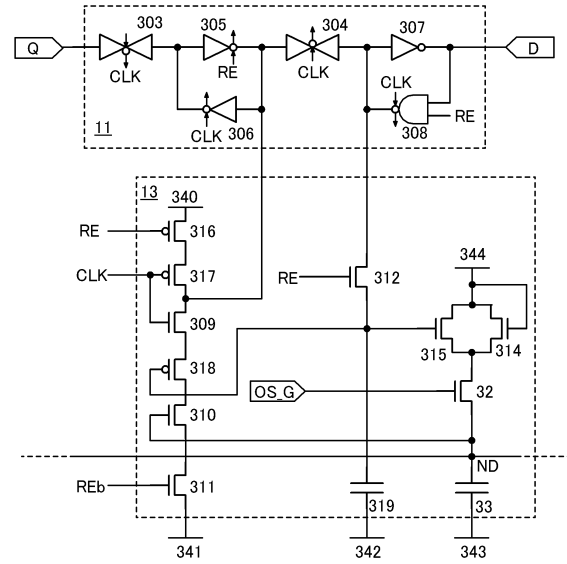 303 305 304 307
Q D
CLK RE CLK CLK
308
RE
11 CLK 306
13 340
RE 316
344
CLK 317 RE 312
309
315 314
318
OS_G 32
310
ND
REb 311
319 33
341 342 343